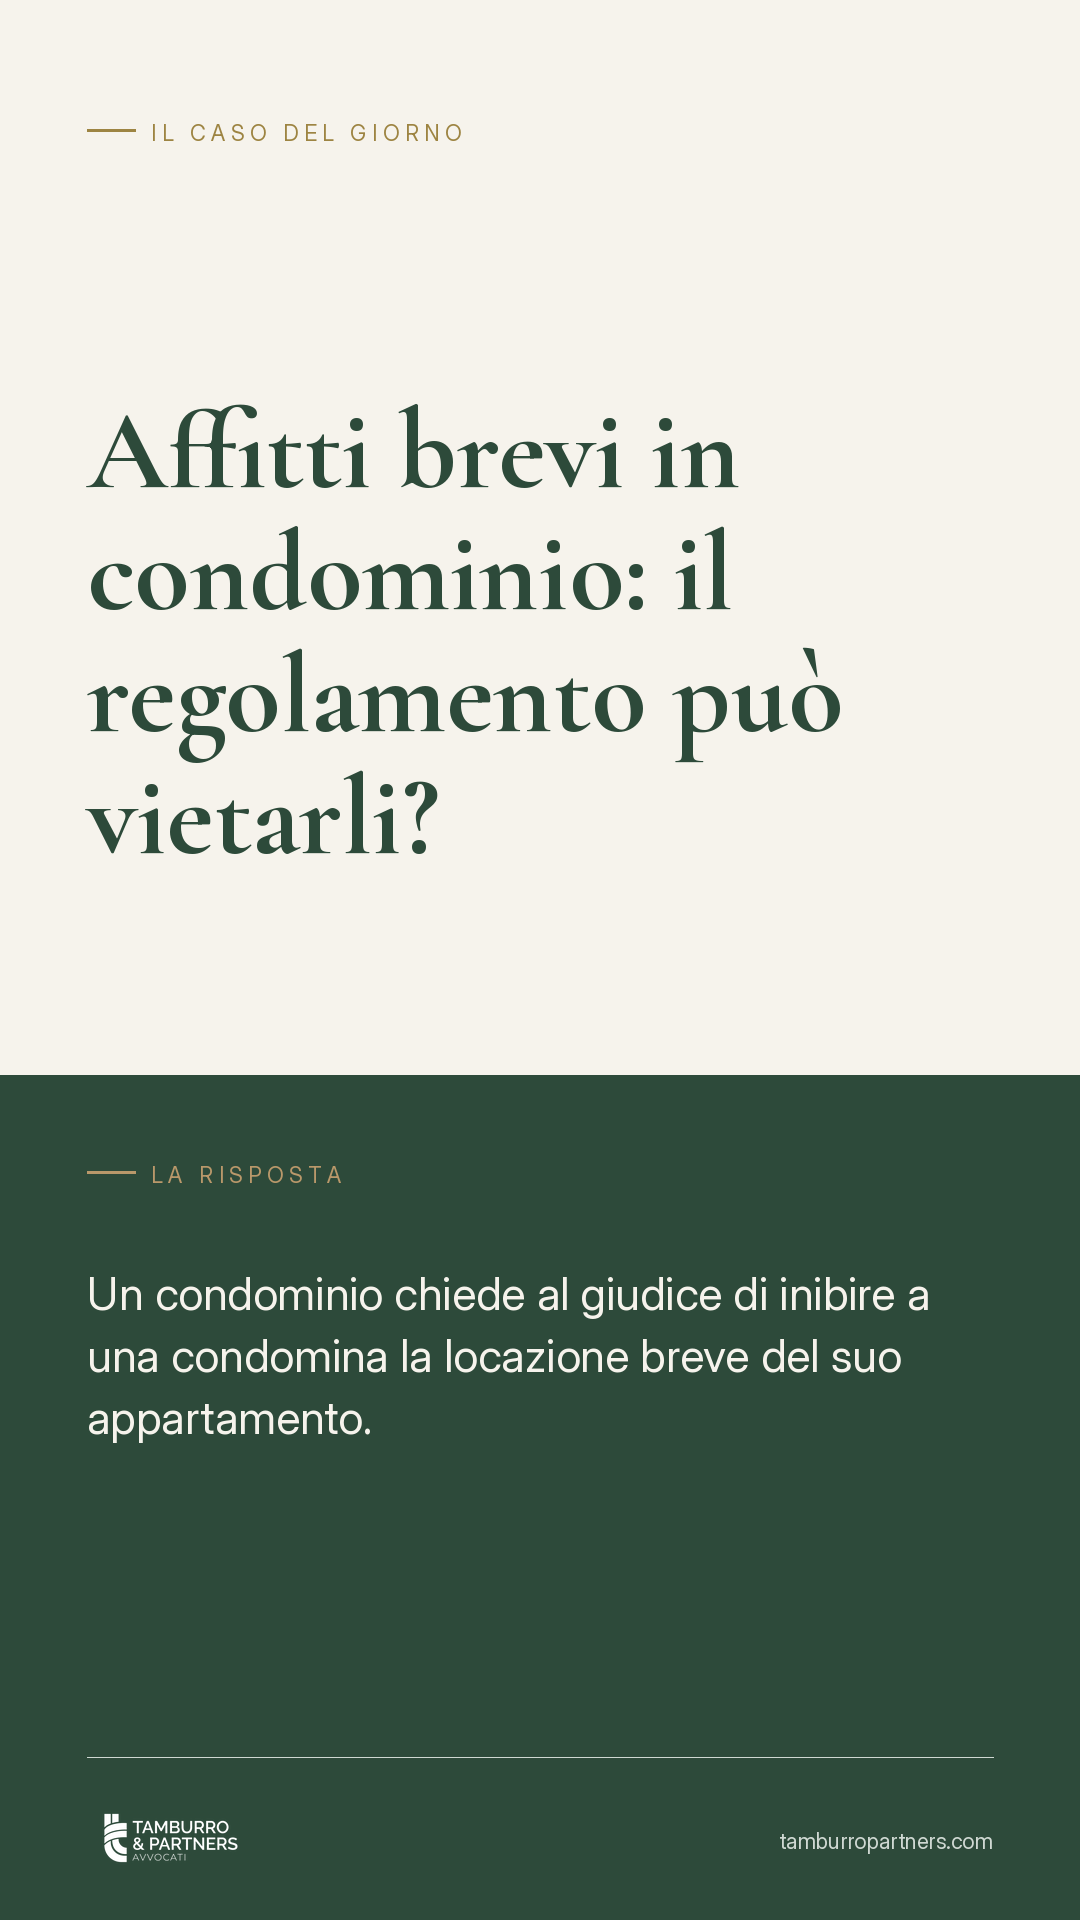 IL CASO DEL GIORNO
Affitti brevi in
condominio: il
regolamento può
vietarli?
LA RISPOSTA
Un condominio chiede al giudice di inibire a
una condomina la locazione breve del suo
appartamento.
TAMBURRO
& PARTNERS
AVVOCATI
tamburropartners.com